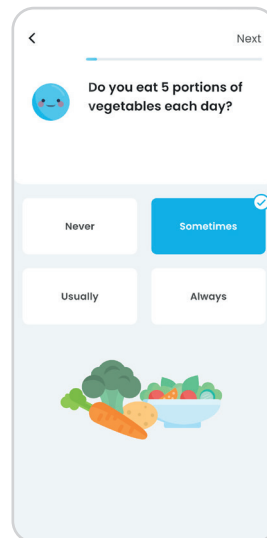 Next
Do you eat 5 portions of
vegetables each day?
Never
Sometimes
Usually
Always